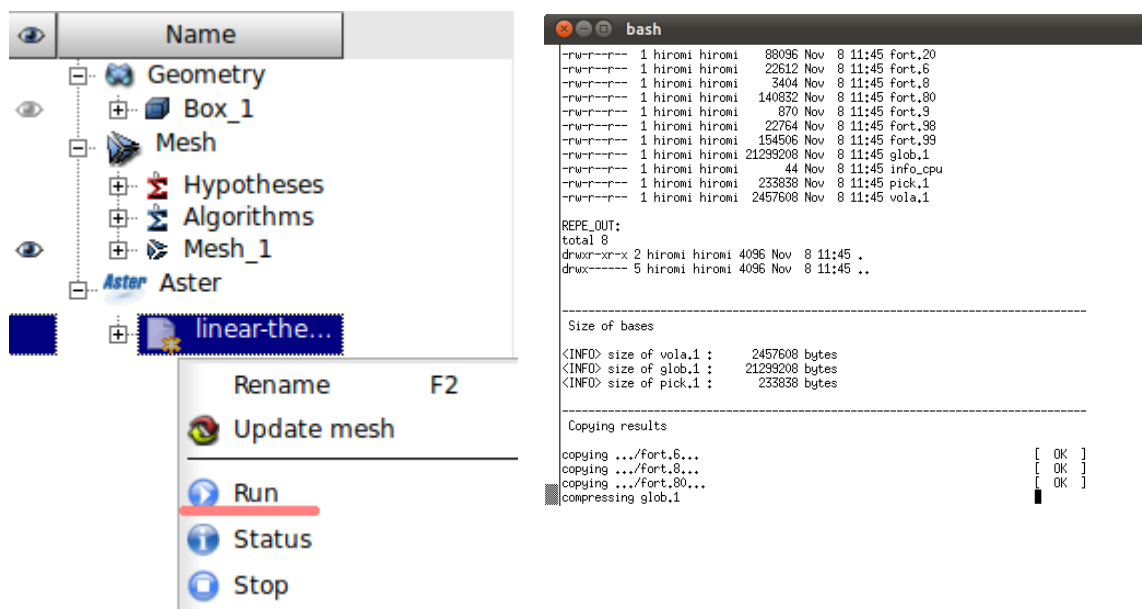 Name
Geometry
Box_1
Mesh
Hypotheses
Algorithms
Mesh_1
Aster Aster
linear-the...
Rename F2
Update mesh
Run
Status
Stop
bash
-rw-r--r-- 1 hiromi hiromi 88096 Nov 8 11:45 fort.20
-rw-r--r-- 1 hiromi hiromi 22612 Nov 8 11:45 fort.6
-rw-r--r-- 1 hiromi hiromi 3404 Nov 8 11:45 fort.8
-rw-r--r-- 1 hiromi hiromi 140832 Nov 8 11:45 fort.80
-rw-r--r-- 1 hiromi hiromi 870 Nov 8 11:45 fort.9
-rw-r--r-- 1 hiromi hiromi 22764 Nov 8 11:45 fort.98
-rw-r--r-- 1 hiromi hiromi 154506 Nov 8 11:45 fort.99
-rw-r--r-- 1 hiromi hiromi 21299208 Nov 8 11:45 glob.1
-rw-r--r-- 1 hiromi hiromi 44 Nov 8 11:45 info_cpu
-rw-r--r-- 1 hiromi hiromi 233838 Nov 8 11:45 pick.1
-rw-r--r-- 1 hiromi hiromi 2457608 Nov 8 11:45 vola.1
REPE_OUT:
total 8
drwxr-xr-x 2 hiromi hiromi 4096 Nov 8 11:45 .
drwx------ 5 hiromi hiromi 4096 Nov 8 11:45 ..
--------------------------------------------------------------------------------
Size of bases
<INFO> size of vola.1 : 2457608 bytes
<INFO> size of glob.1 : 21299208 bytes
<INFO> size of pick.1 : 233838 bytes
--------------------------------------------------------------------------------
Copying results
copying .../fort.6... [ OK ]
copying .../fort.8... [ OK ]
copying .../fort.80... [ OK ]
compressing glob.1